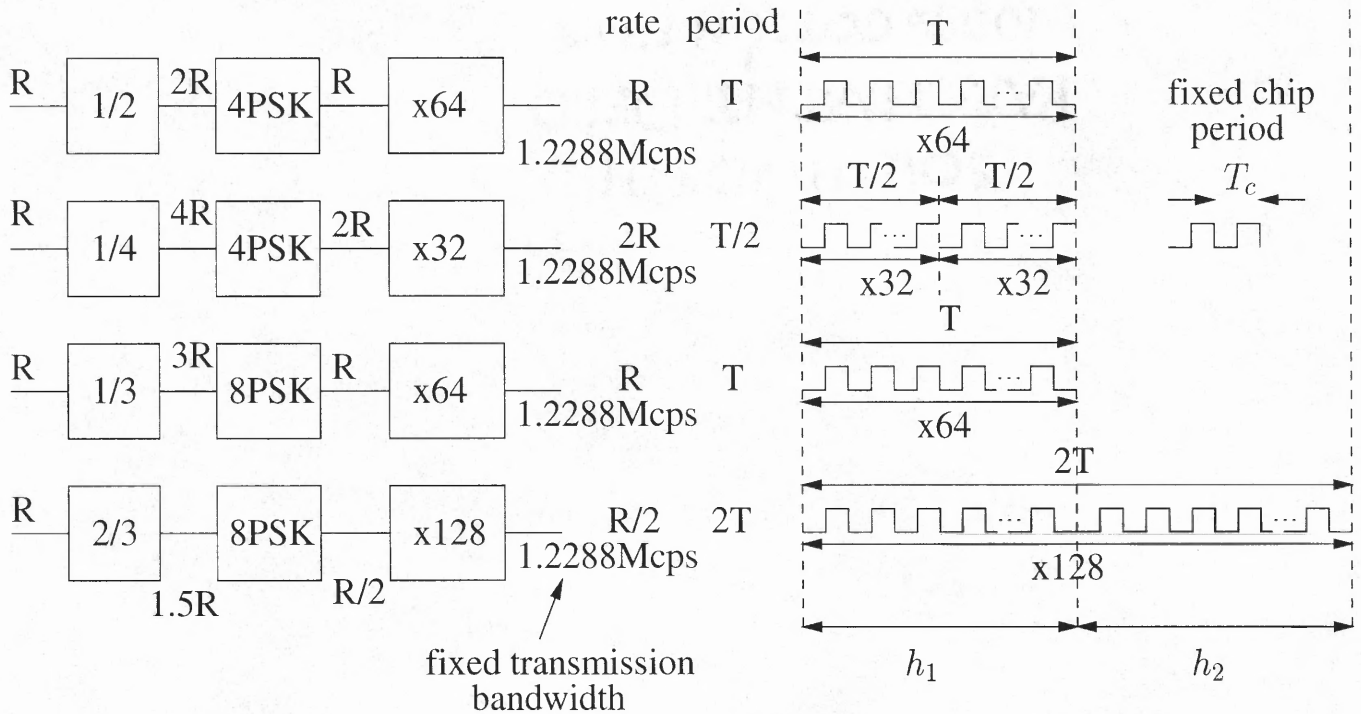 rate period
R 1/2 2R 4PSK R x64 R T
1.2288Mcps
T
x64
fixed chip
period
T_c
R 1/4 4R 4PSK 2R x32 2R T/2
1.2288Mcps
T/2 T/2
x32 x32
R 1/3 3R 8PSK R x64 R T
1.2288Mcps
T
x64
R 2/3 1.5R 8PSK R/2 x128 R/2 2T
1.2288Mcps
2T
x128
h_1 h_2
fixed transmission
bandwidth